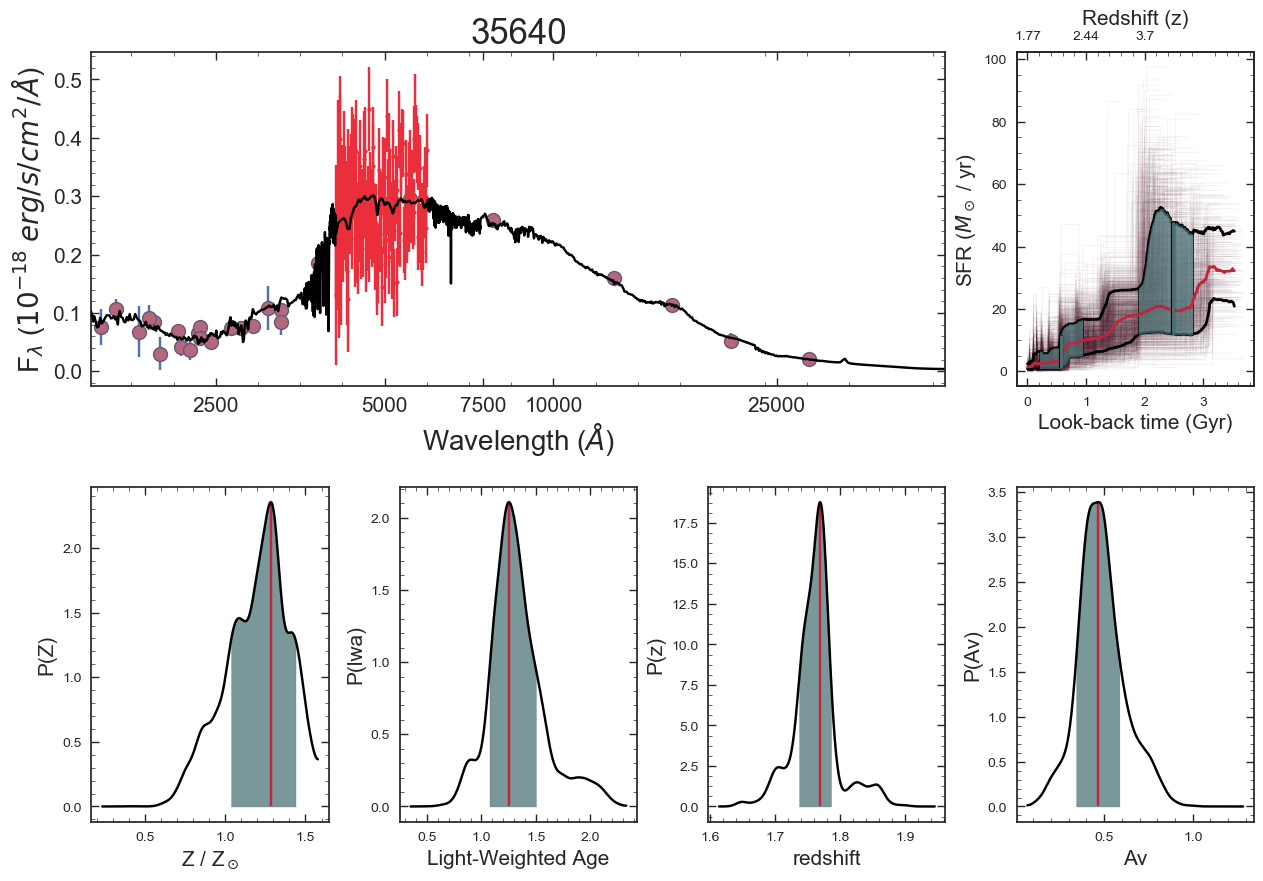 35640
F_λ (10^{-18} erg/s/cm^2/Å)
0.5
0.4
0.3
0.2
0.1
0.0
2500 5000 7500 10000 25000
Wavelength (Å)
Redshift (z)
1.77 2.44 3.7
SFR (M_⊙ / yr)
100
80
60
40
20
0
0 1 2 3
Look-back time (Gyr)
P(Z)
2.0
1.5
1.0
0.5
0.0
0.5 1.0 1.5
Z / Z_⊙
P(lwa)
2.0
1.5
1.0
0.5
0.0
0.5 1.0 1.5 2.0
Light-Weighted Age
P(z)
17.5
15.0
12.5
10.0
7.5
5.0
2.5
0.0
1.6 1.7 1.8 1.9
redshift
P(Av)
3.5
3.0
2.5
2.0
1.5
1.0
0.5
0.0
0.5 1.0
Av